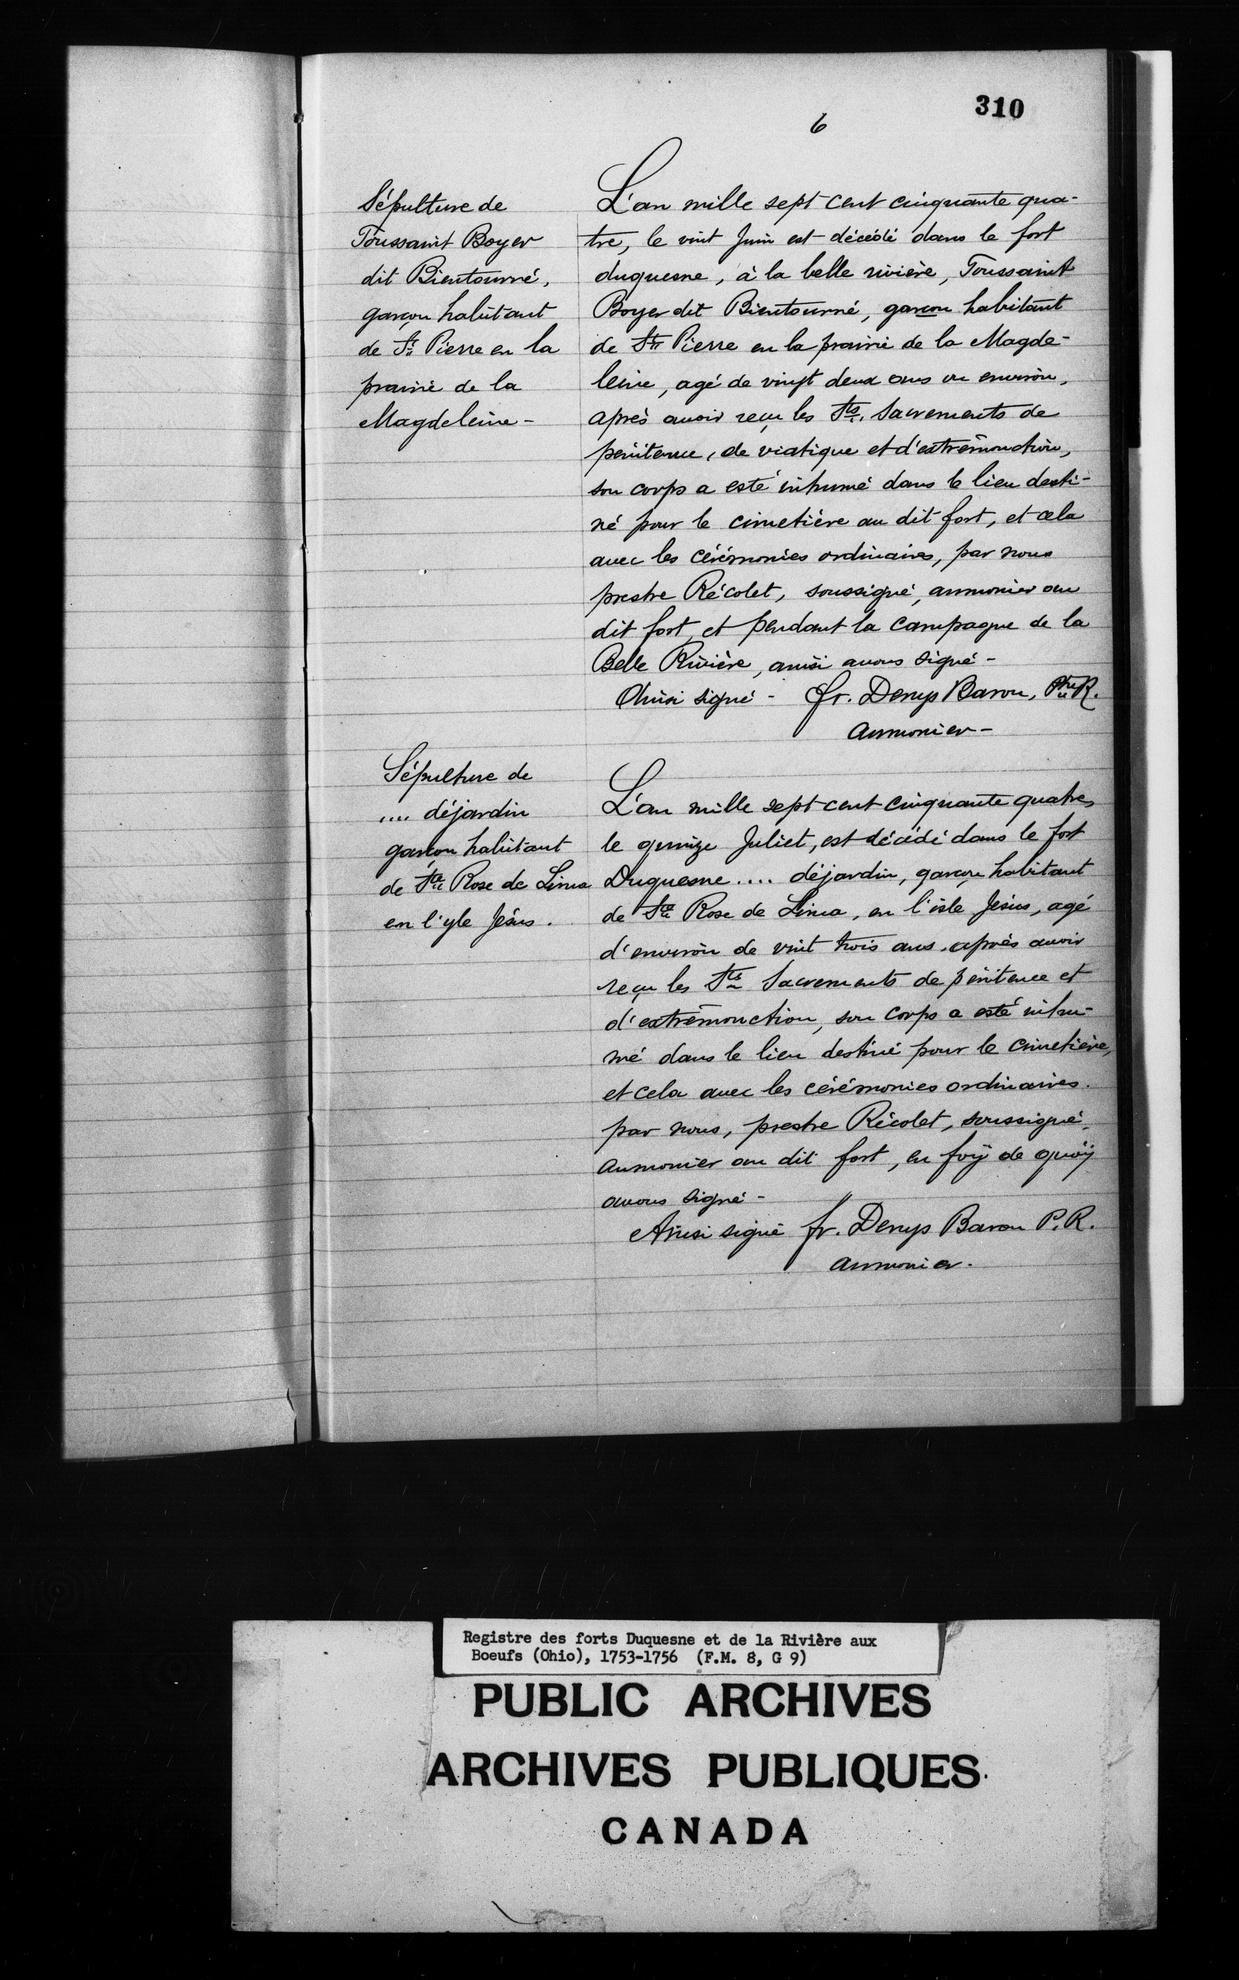 310
6
Sépulture de
Toussaint Boyer
dit Bientourné,
garçon habitant
de St Pierre en la
prairie de la
Magdeleine -
L'an mille sept cent cinquante qua-
tre, le vint Juin est décédé dans le fort
duquesne, à la belle rivière, Toussaint
Boyer dit Bientourné, garçon habitant
de St Pierre en la prairie de la Magde-
leine, agé de vingt deux ans ou environ,
après avoir reçu les Sts. Sacrements de
pénitence, de viatique et d'extrêmonction,
son corps a esté inhumé dans le lieu desti-
né pour le cimetière au dit fort, et cela
avec les cérémonies ordinaires, par nous
prestre Récolet, soussigné, aumonier au
dit fort, et pendant la campagne de la
Belle Rivière, ainsi avons signé -
Ainsi signé - fr. Denys Baron, Ptre R.
aumonier -
Sépulture de
.... déjardin
garçon habitant
de Ste Rose de Lima
en l'yle Jésus.
L'an mille sept cent cinquante quatre,
le quinze Juliet, est décédé dans le fort
Duquesne .... déjardin, garçon habitant
de Ste Rose de Lima, en l'isle Jésus, agé
d'environ de vint trois ans, après avoir
reçu les Sts Sacrements de pénitence et
d'extrêmonction, son corps a esté inhu-
mé dans le lieu destiné pour le cimetière,
et cela avec les cérémonies ordinaires.
par nous, prestre Récolet, soussigné,
aumonier au dit fort, en foÿ de quoÿ
avons signé -
Ainsi signé fr. Denys Baron P. R.
aumonier.
Registre des forts Duquesne et de la Rivière aux
Boeufs (Ohio), 1753-1756 (F.M. 8, G 9)
PUBLIC ARCHIVES
ARCHIVES PUBLIQUES
CANADA